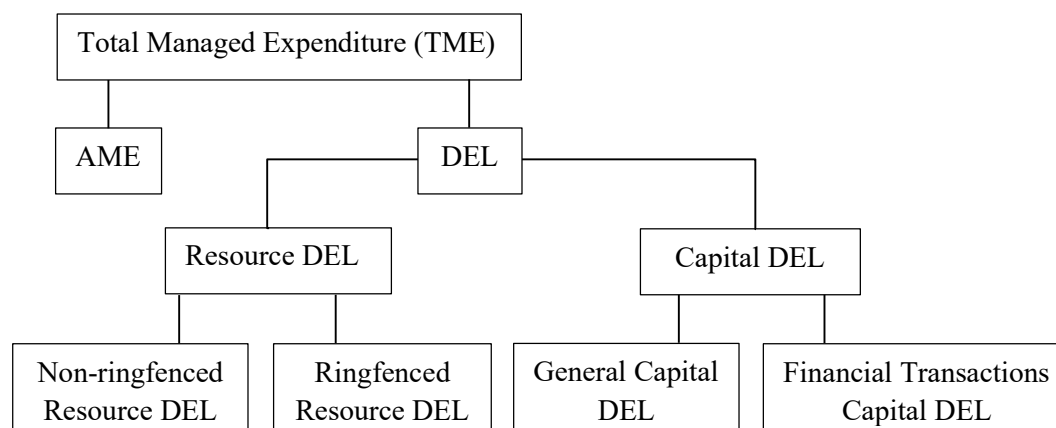 Total Managed Expenditure (TME)
AME
DEL
Resource DEL
Capital DEL
Non-ringfenced
Resource DEL
Ringfenced
Resource DEL
General Capital
DEL
Financial Transactions
Capital DEL